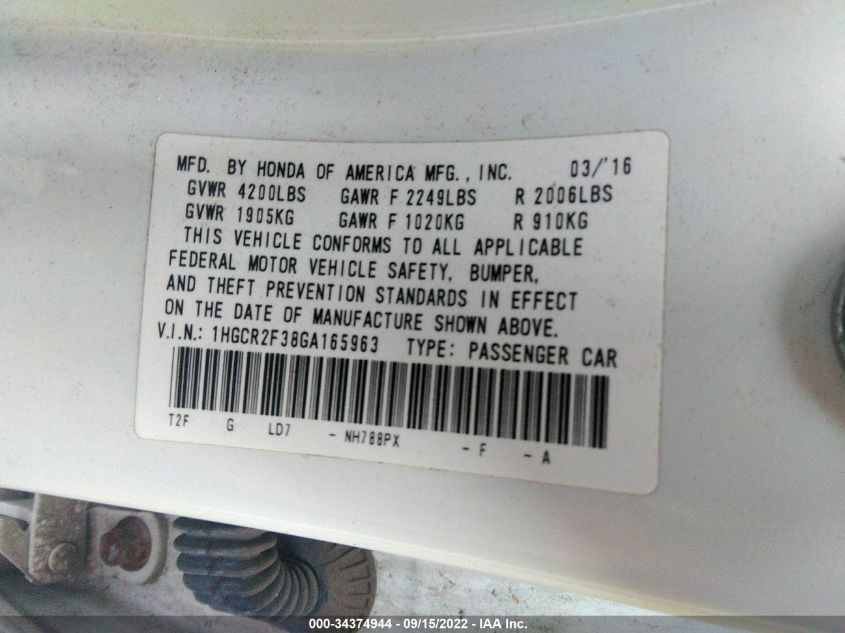 MFD. BY HONDA OF AMERICA MFG., INC. 03/'16
GVWR 4200LBS GAWR F 2249LBS R 2006LBS
GVWR 1905KG GAWR F 1020KG R 910KG
THIS VEHICLE CONFORMS TO ALL APPLICABLE
FEDERAL MOTOR VEHICLE SAFETY, BUMPER,
AND THEFT PREVENTION STANDARDS IN EFFECT
ON THE DATE OF MANUFACTURE SHOWN ABOVE.
V.I.N.: 1HGCR2F38GA165963 TYPE: PASSENGER CAR
T2F G LD7 - NH788PX - F - A
000-34374944 - 09/15/2022 - IAA Inc.